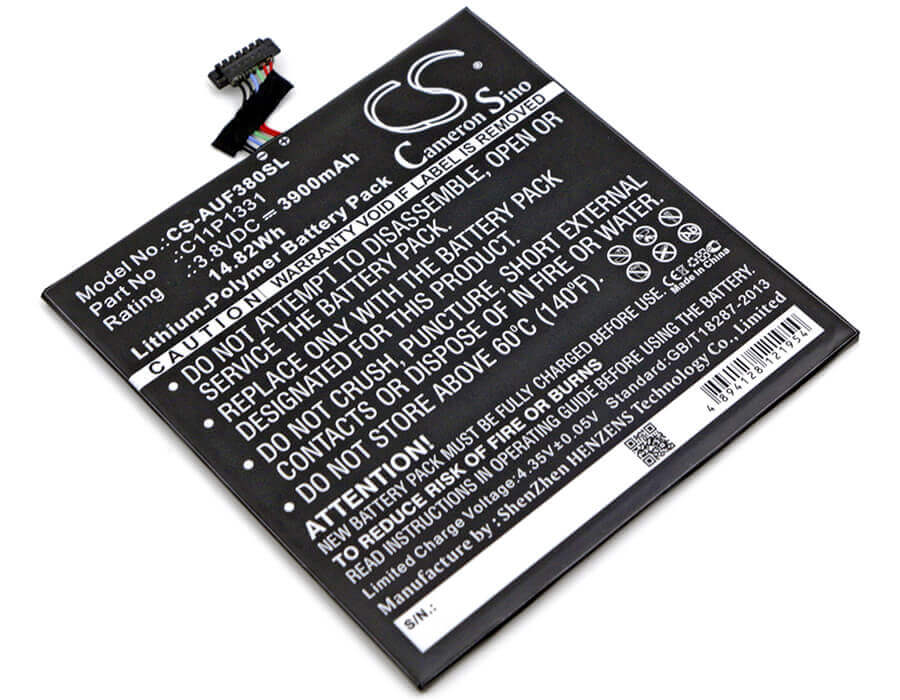 CS
Cameron Sino
Model No.:CS-AUF380SL
Part No :C11P1331
Rating :3.8VDC ⎓ 3900mAh
14.82Wh
Lithium-Polymer Battery Pack
CAUTION WARRANTY VOID IF LABEL IS REMOVED
• DO NOT ATTEMPT TO DISASSEMBLE, OPEN OR
SERVICE THE BATTERY PACK.
• REPLACE ONLY WITH THE BATTERY PACK
DESIGNATED FOR THIS PRODUCT.
• DO NOT CRUSH, PUNCTURE, SHORT EXTERNAL
CONTACTS OR DISPOSE OF IN FIRE OR WATER.
• DO NOT STORE ABOVE 60°C (140°F)
CE
Made in China
ATTENTION:
NEW BATTERY PACK MUST BE FULLY CHARGED BEFORE USE.
TO REDUCE RISK OF FIRE OR BURNS
READ INSTRUCTIONS IN OPERATING GUIDE BEFORE USING BATTERY
Limited Charge Voltage:4.35V±0.05V Standard:GB/T18287-2013
Manufacture by : ShenZhen HENZENS Technology Co., Limited
4 894128 121954
S/N.: